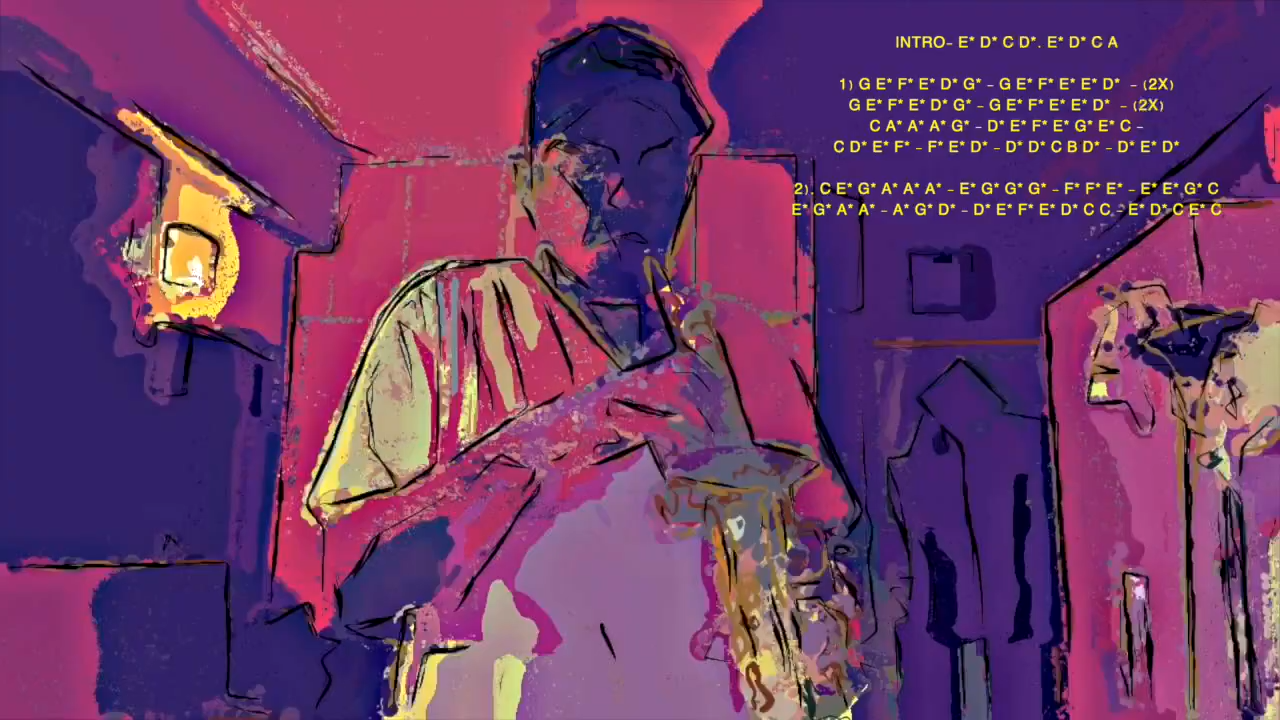 INTRO- E* D* C D*. E* D* C A
1) G E* F* E* D* G* - G E* F* E* E* D* - (2X)
G E* F* E* D* G* - G E* F* E* E* D* - (2X)
C A* A* A* G* - D* E* F* E* G* E* C -
C D* E* F* - F* E* D* - D* D* C B D* - D* E* D*
2). C E* G* A* A* A* - E* G* G* G* - F* F* E* - E* E* G* C
E* G* A* A* - A* G* D* - D* E* F* E* D* C C - E* D* C E* C